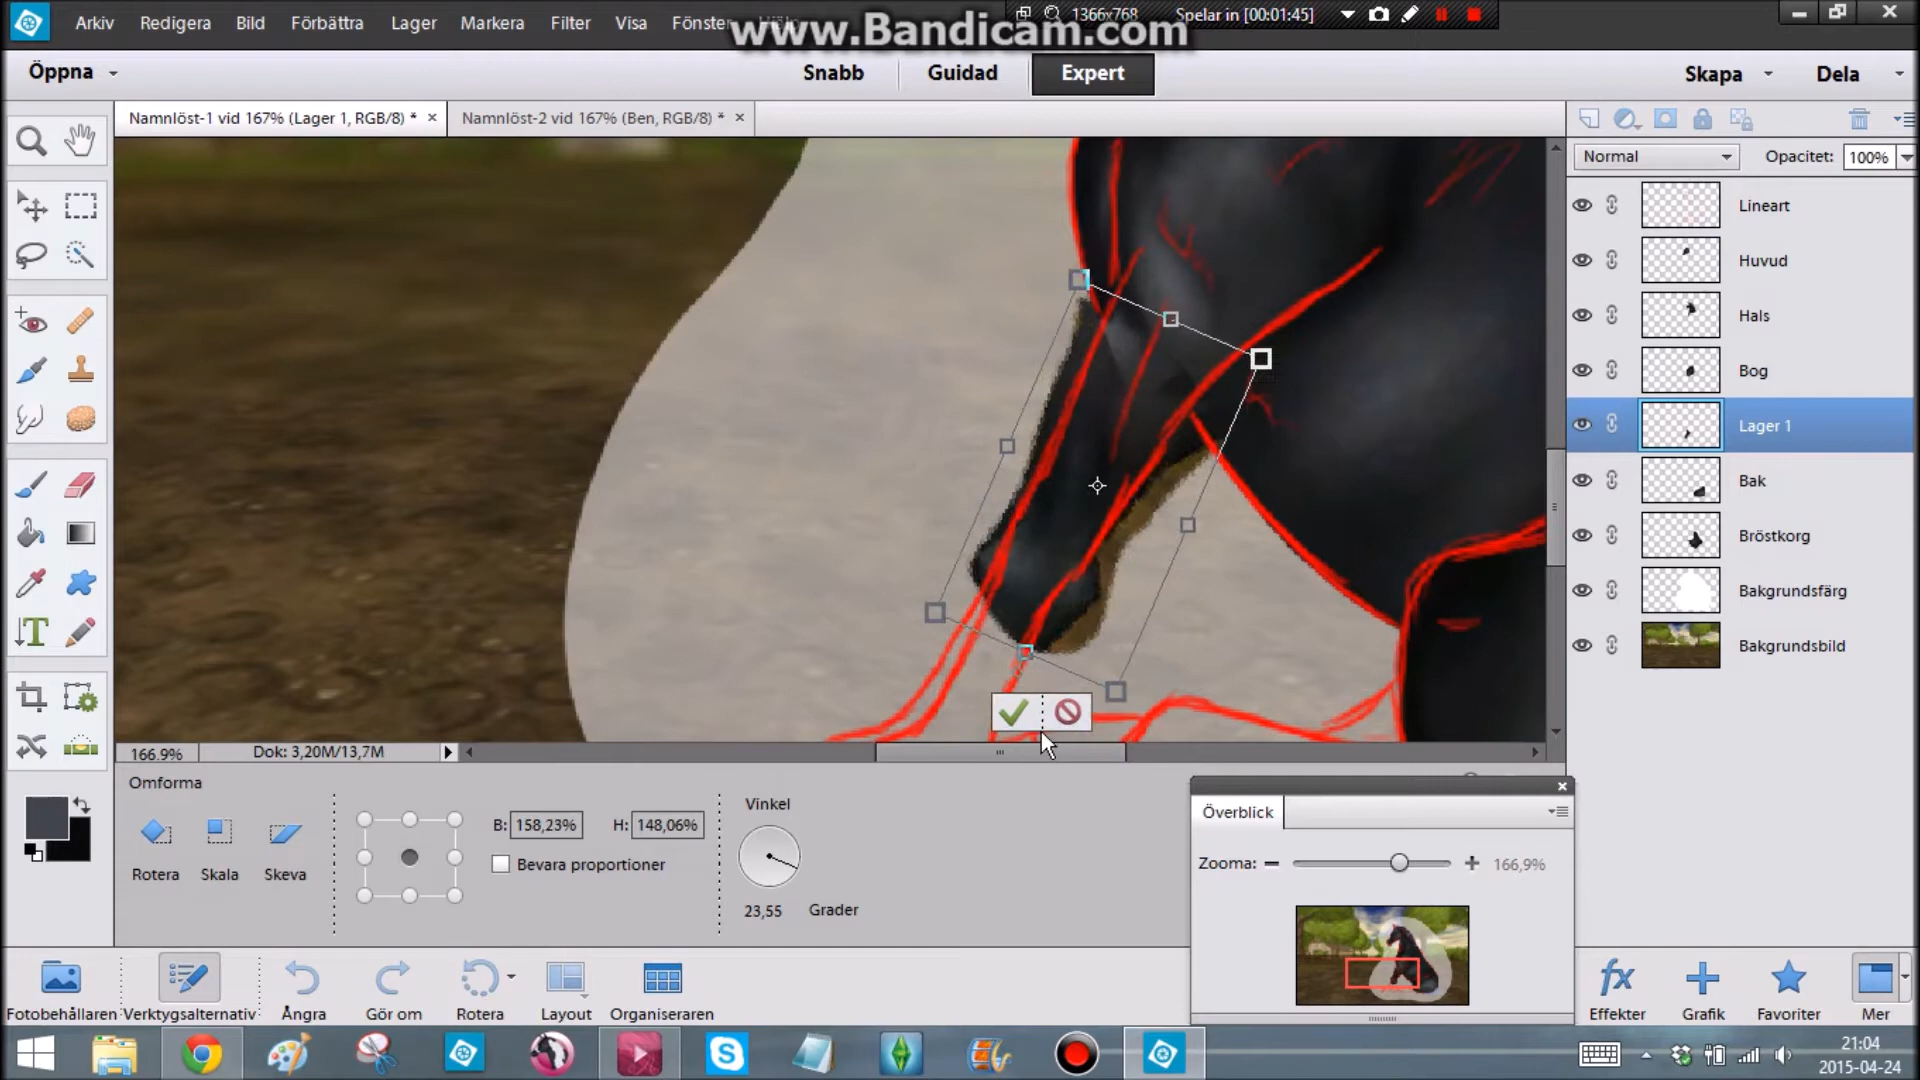 Arkiv Redigera Bild Förbättra Lager Markera Filter Visa Fönster
1366x768 Spelar in [00:01:45]
www.Bandicam.com
Öppna Snabb Guidad Expert Skapa Dela
Namnlöst-1 vid 167% (Lager 1, RGB/8) * Namnlöst-2 vid 167% (Ben, RGB/8) *
Normal Opacitet: 100%
Lineart
Huvud
Hals
Bog
Lager 1
Bak
Bröstkorg
Bakgrundsfärg
Bakgrundsbild
166.9% Dok: 3,20M/13,7M
Omforma
Rotera Skala Skeva
B: 158,23% H: 148,06%
Bevara proportioner
Vinkel
23,55 Grader
Överblick
Zooma: 166,9%
Fotobehållaren Verktygsalternativ Ångra Gör om Rotera Layout Organiseraren
Effekter Grafik Favoriter Mer
21:04
2015-04-24